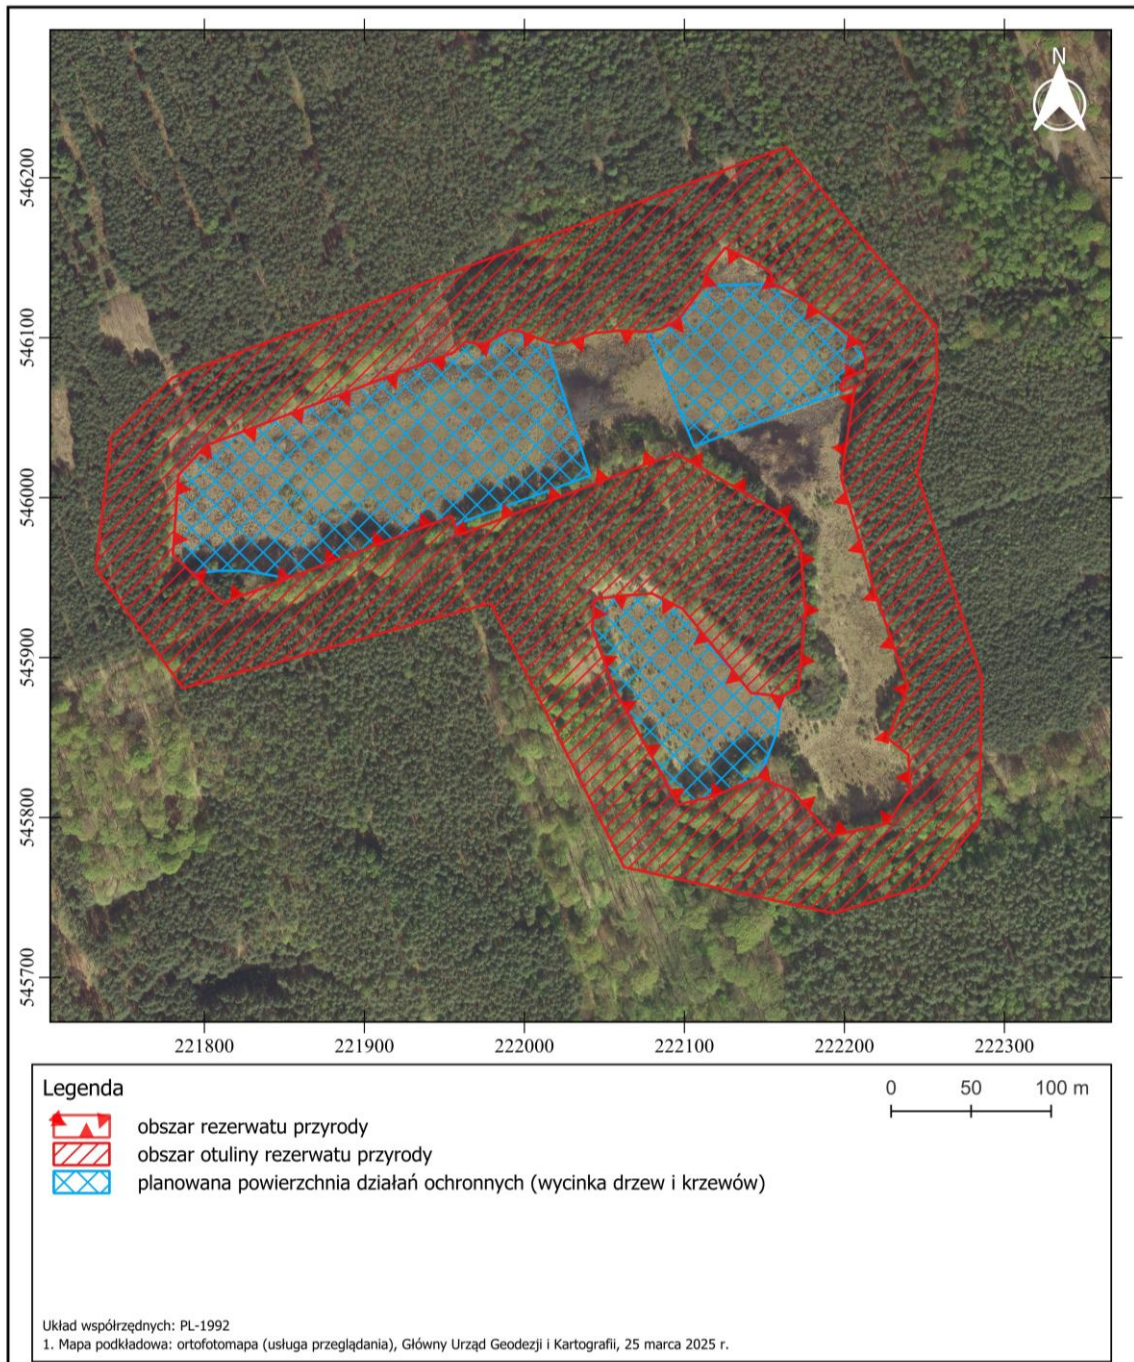 N
546200
546100
546000
545900
545800
545700
221800 221900 222000 222100 222200 222300
Legenda
0 50 100 m
obszar rezerwatu przyrody
obszar otuliny rezerwatu przyrody
planowana powierzchnia działań ochronnych (wycinka drzew i krzewów)
Układ współrzędnych: PL-1992
1. Mapa podkładowa: ortofotomapa (usługa przeglądania), Główny Urząd Geodezji i Kartografii, 25 marca 2025 r.